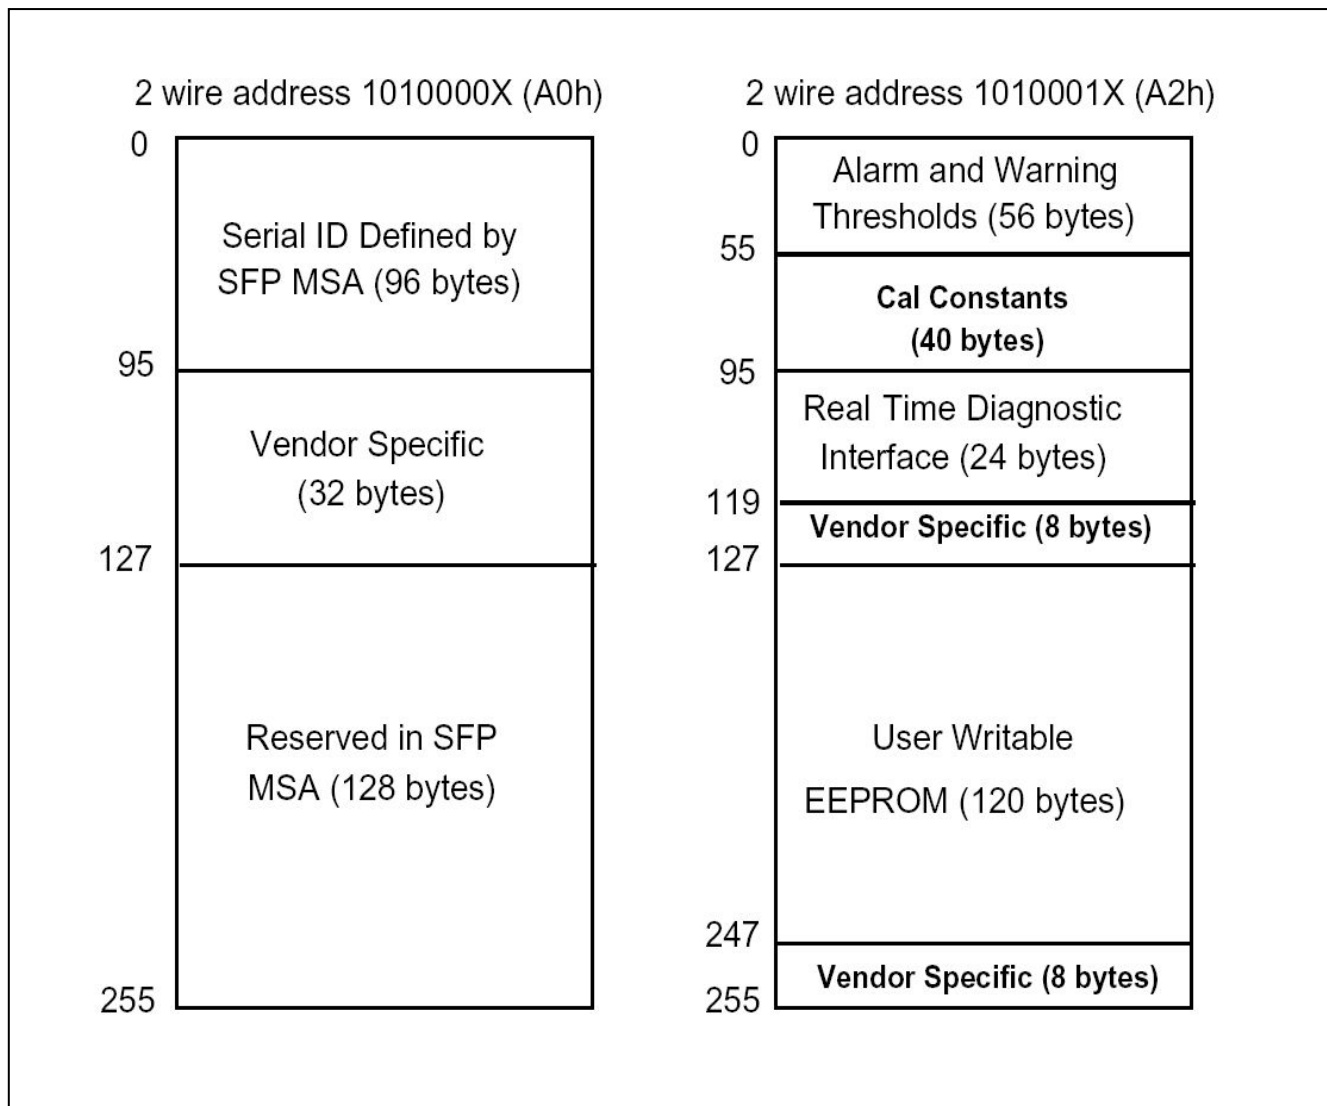 2 wire address 1010000X (A0h)
0
Serial ID Defined by
SFP MSA (96 bytes)
95
Vendor Specific
(32 bytes)
127
Reserved in SFP
MSA (128 bytes)
255
2 wire address 1010001X (A2h)
0
Alarm and Warning
Thresholds (56 bytes)
55
Cal Constants
(40 bytes)
95
Real Time Diagnostic
Interface (24 bytes)
119
Vendor Specific (8 bytes)
127
User Writable
EEPROM (120 bytes)
247
Vendor Specific (8 bytes)
255